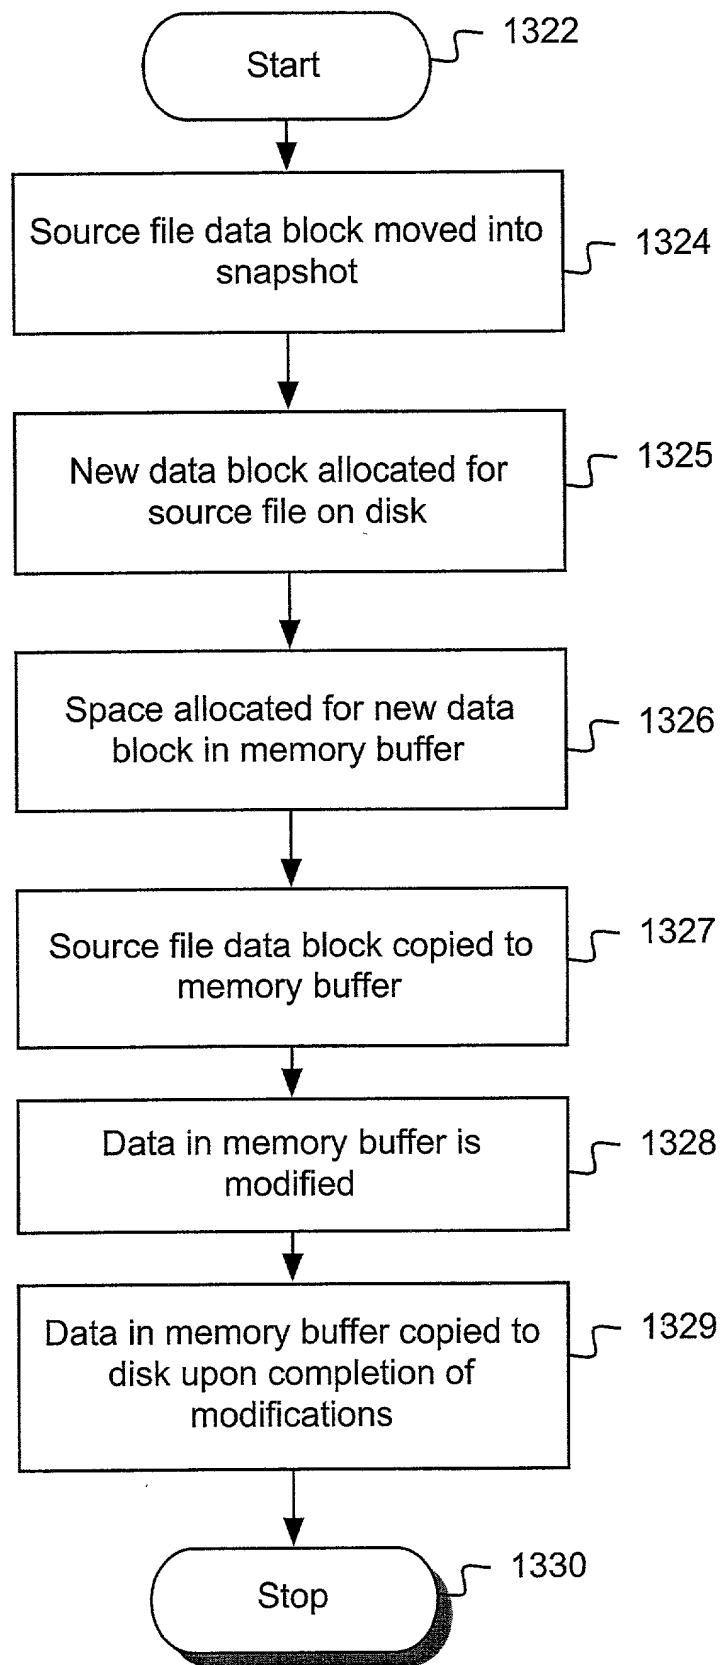 Start
1322
Source file data block moved into
snapshot
1324
New data block allocated for
source file on disk
1325
Space allocated for new data
block in memory buffer
1326
Source file data block copied to
memory buffer
1327
Data in memory buffer is
modified
1328
Data in memory buffer copied to
disk upon completion of
modifications
1329
Stop
1330